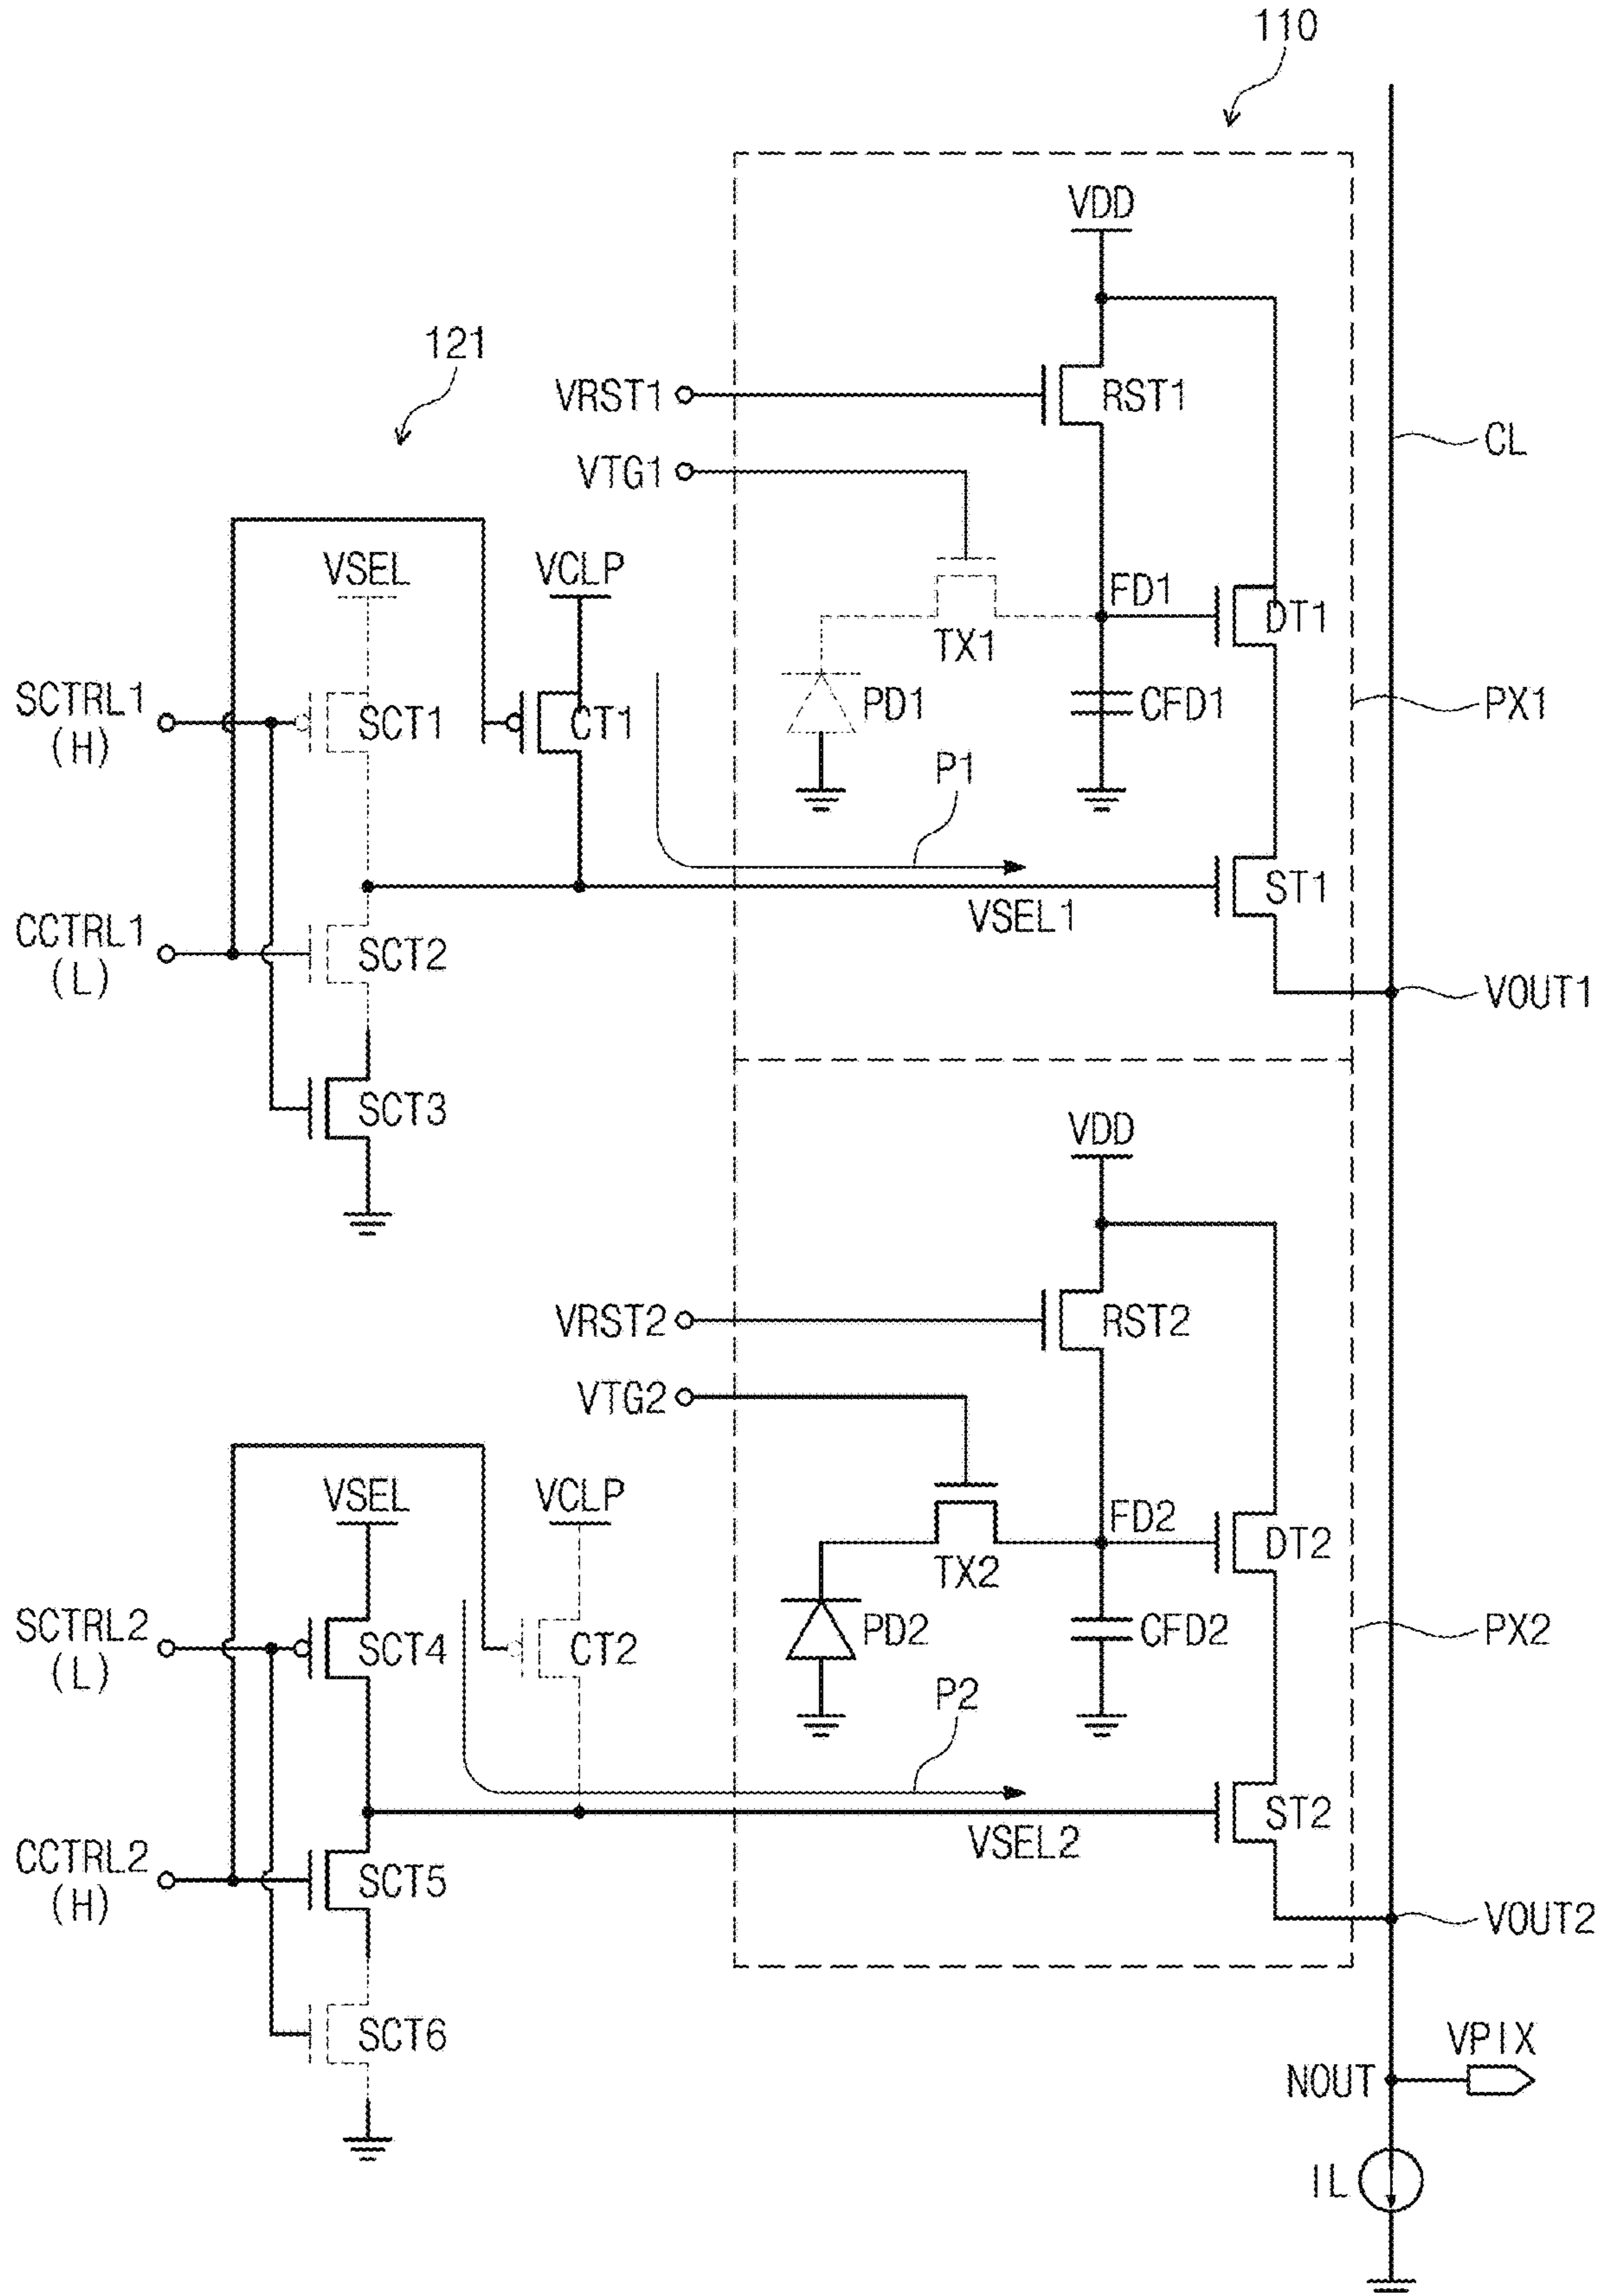 110
VDD
121
VRST1
RST1
CL
VTG1
VSEL
VCLP
FD1
DT1
TX1
SCTRL1
(H)
SCT1
CT1
PD1
CFD1
PX1
P1
ST1
VSEL1
CCTRL1
(L)
SCT2
VOUT1
SCT3
VDD
VRST2
RST2
VTG2
VSEL
VCLP
FD2
DT2
TX2
SCTRL2
(L)
SCT4
CT2
PD2
CFD2
PX2
P2
ST2
VSEL2
CCTRL2
(H)
SCT5
VOUT2
SCT6
VPIX
NOUT
IL